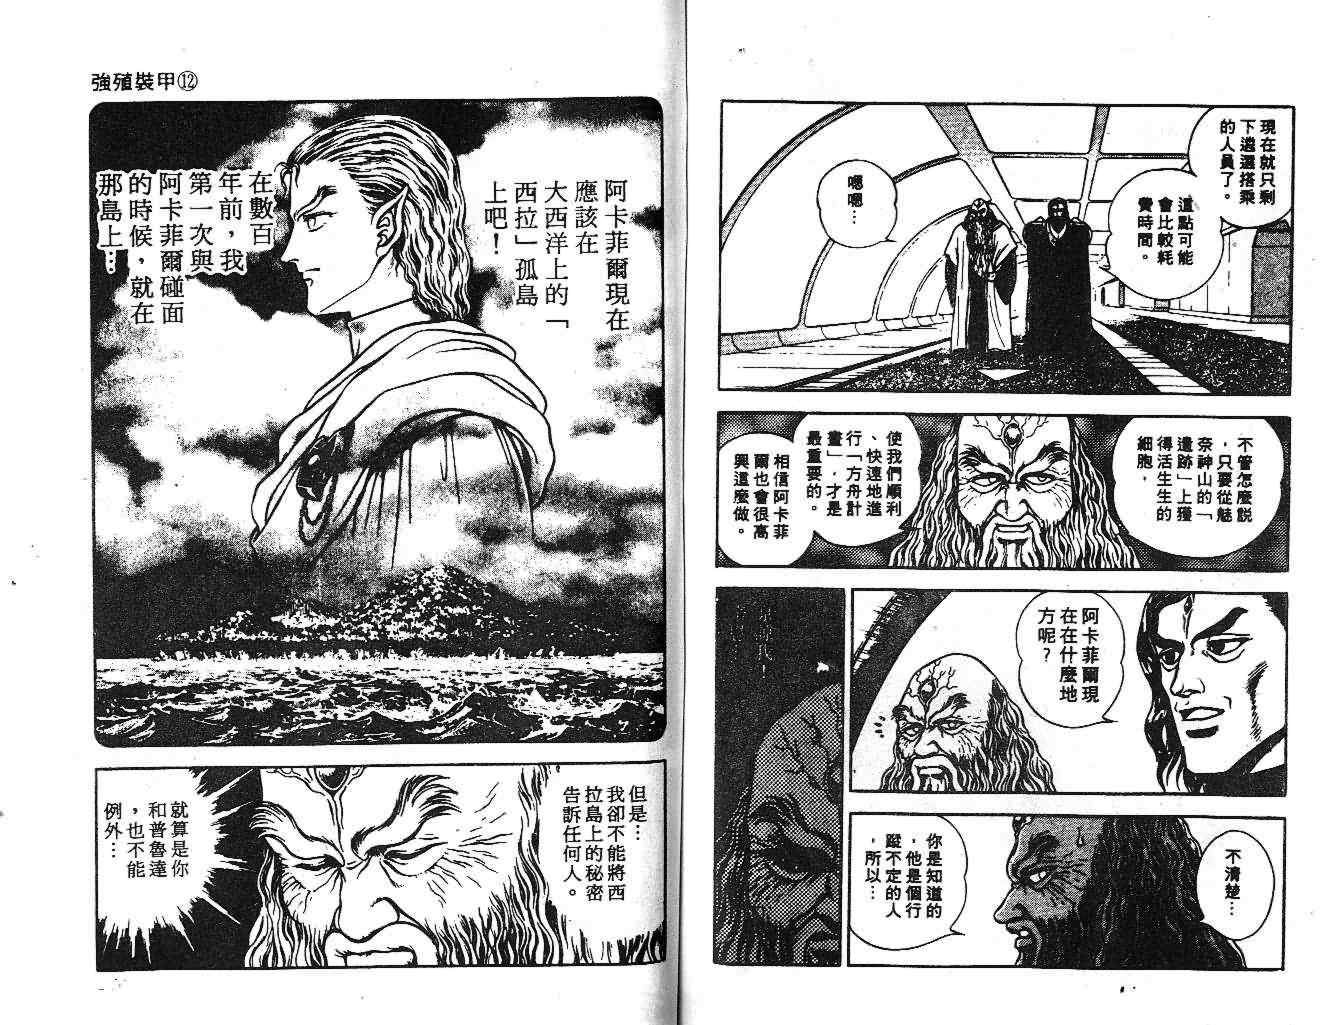 現在就只剩
下遴選搭乘
的人員了。
這點可能
會比較耗
費時間。
嗯嗯…
不管怎麼說
，只要從魅
奈神山的「
遺跡」上獲
得活生生的
細胞，
使我們順利
、快速地進
行「方舟計
畫」，才是
最重要的。
相信阿卡菲
爾也會很高
興這麼做。
阿卡菲爾現
在在什麼地
方呢？
不清楚…
你是知道的
，他是個行
蹤不定的人
，所以…
強殖裝甲⑫
阿卡菲爾現在
應該在
大西洋上的「
西拉」孤島
上吧！
在數百
年前，我
第一次與
阿卡菲爾碰面
的時候，就在
那島上…
但是…
我卻不能將西
拉島上的秘密
告訴任何人。
就算是你
和普魯達
，也不能
例外…